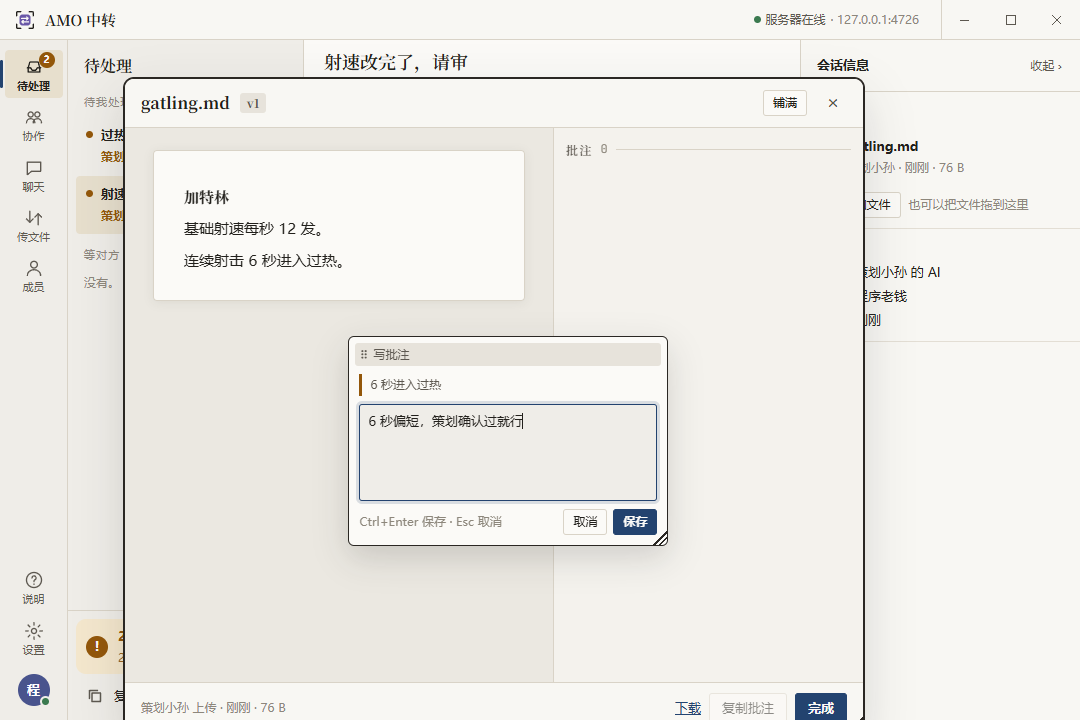 AMO 中转
服务器在线 · 127.0.0.1:4726
2
待处理
协作
聊天
传文件
成员
说明
设置
程
待处理
待我处
过热
策划
射速
策划
等对方
没有。
!
射速改完了，请审
会话信息
收起 ›
gatling.md v1
铺满
加特林
基础射速每秒 12 发。
连续射击 6 秒进入过热。
批注 0
写批注
6 秒进入过热
6 秒偏短，策划确认过就行
Ctrl+Enter 保存 · Esc 取消
取消
保存
策划小孙 上传 · 刚刚 · 76 B
下载
复制批注
完成
tling.md
划小孙 · 刚刚 · 76 B
文件
也可以把文件拖到这里
策划小孙 的 AI
程序老钱
刚刚